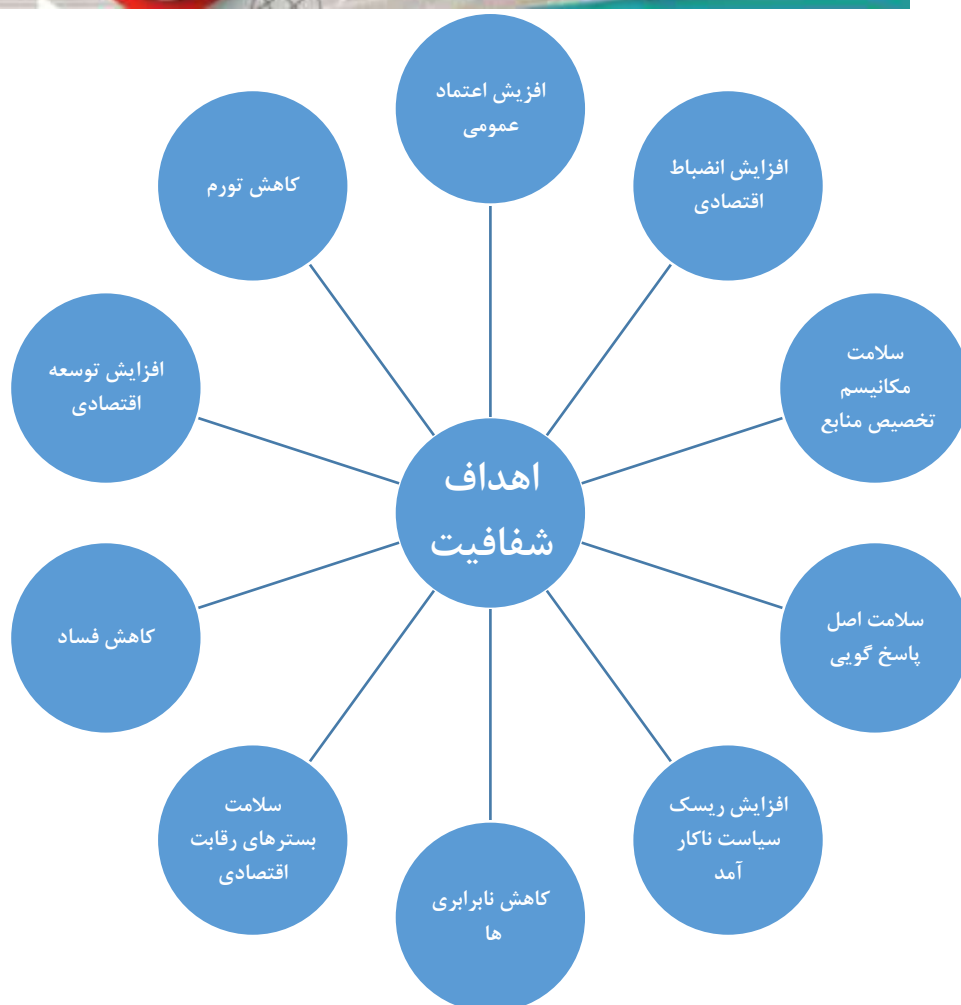 افزیش اعتماد
عمومی
افزایش انضباط
اقتصادی
سلامت
مکانیسم
تخصیص منابع
سلامت اصل
پاسخ گویی
افزایش ریسک
سیاست ناکار
آمد
کاهش نابرابری
ها
سلامت
بسترهای رقابت
اقتصادی
کاهش فساد
افزایش توسعه
اقتصادی
کاهش تورم
اهداف
شفافیت